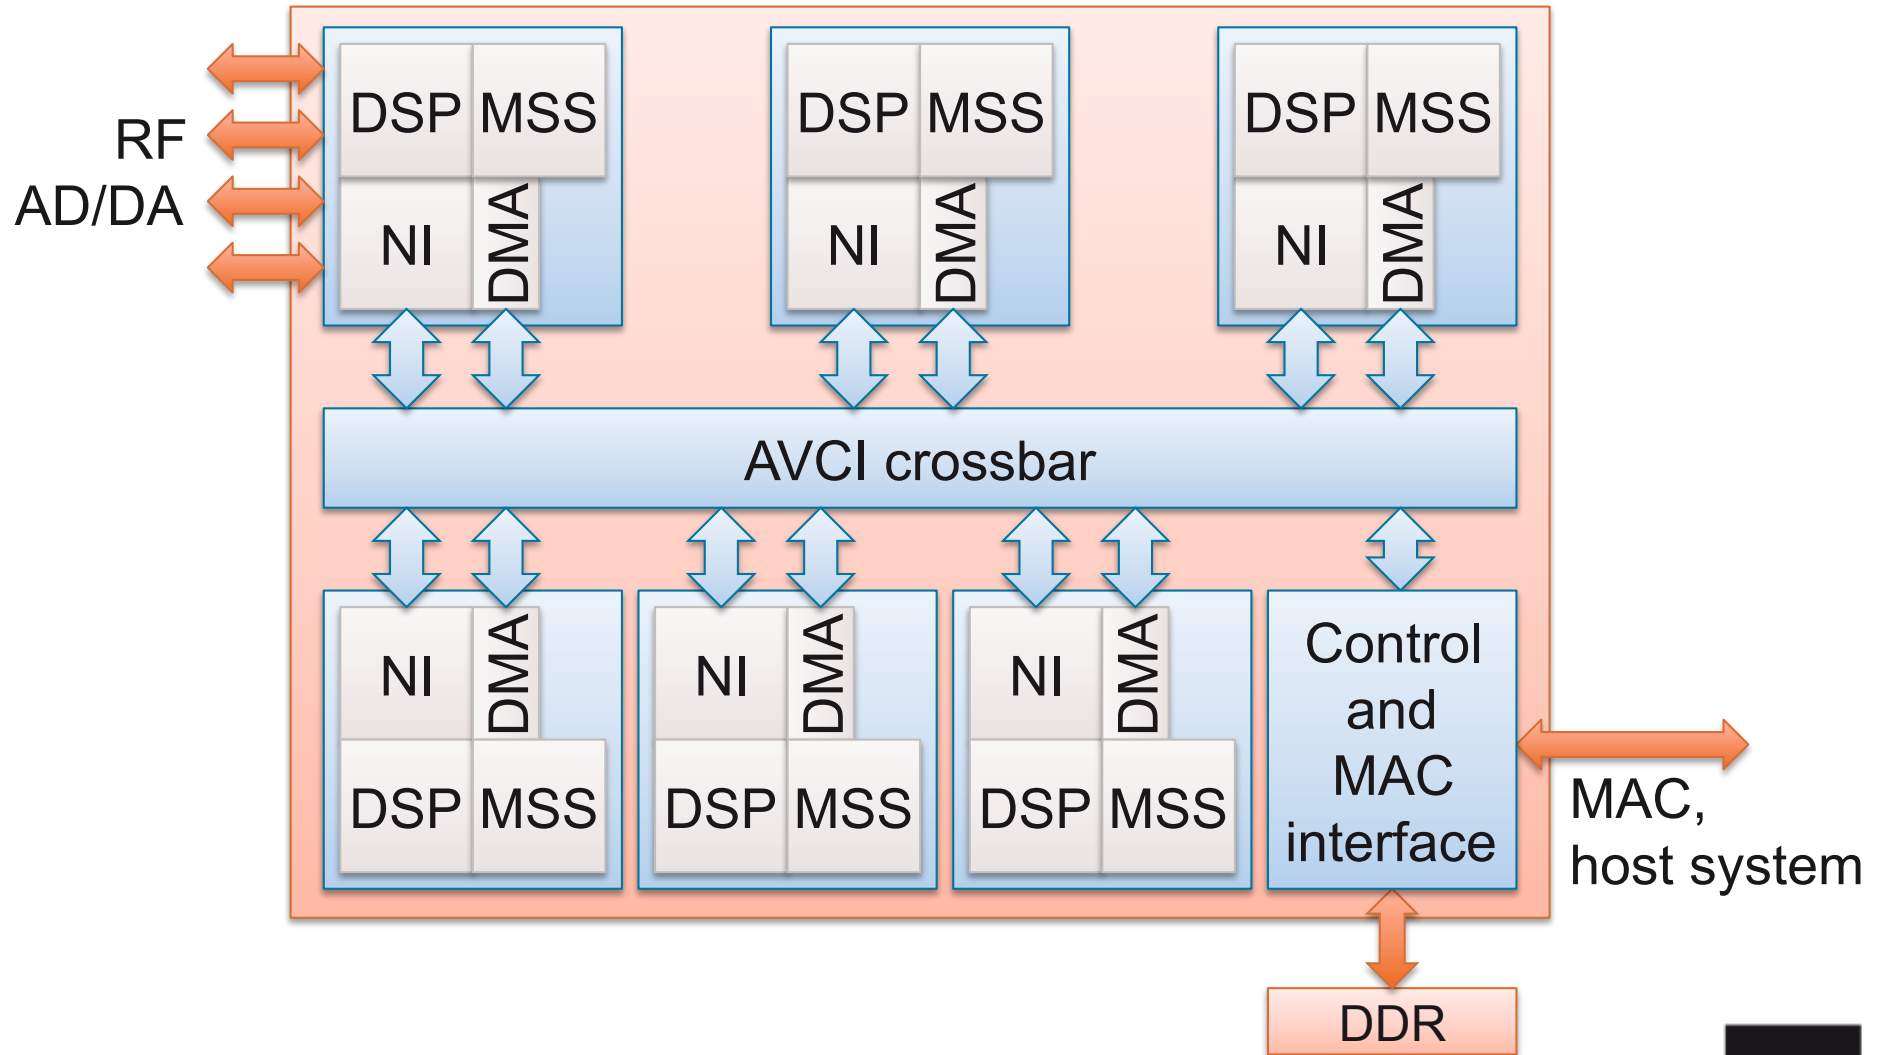 RF
AD/DA
DSP MSS
NI DMA
DSP MSS
NI DMA
DSP MSS
NI DMA
AVCI crossbar
NI DMA
DSP MSS
NI DMA
DSP MSS
NI DMA
DSP MSS
Control
and
MAC
interface
MAC,
host system
DDR